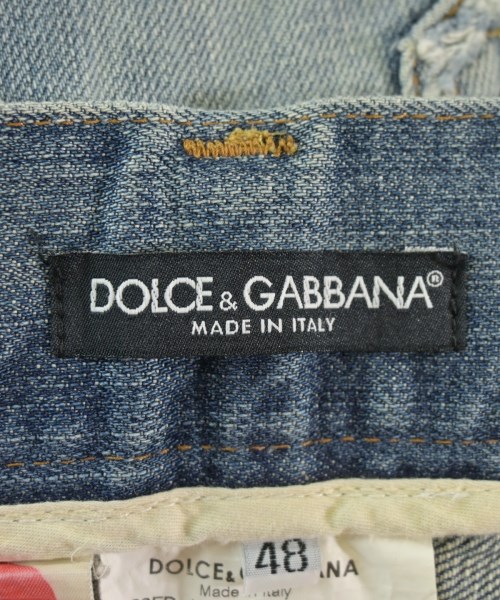 DOLCE & GABBANA®
MADE IN ITALY
48
DOLCE & GABBANA
Made in Italy